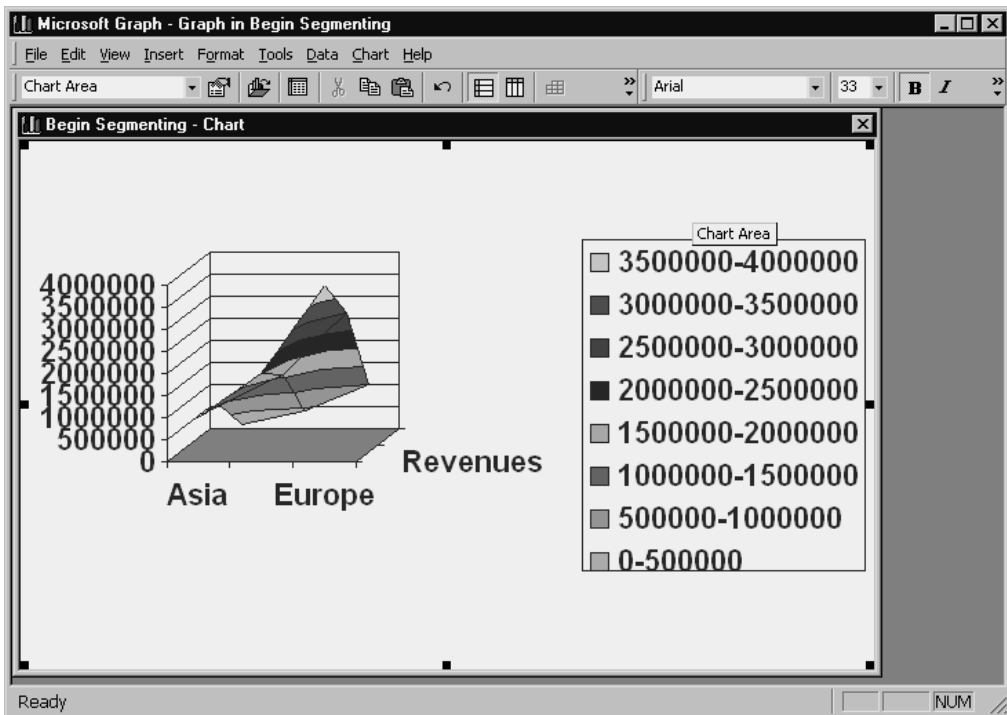 Microsoft Graph - Graph in Begin Segmenting
File Edit View Insert Format Tools Data Chart Help
Chart Area Arial 33 B I
Begin Segmenting - Chart
Chart Area
4000000
3500000
3000000
2500000
2000000
1500000
1000000
500000
0
Revenues
Asia Europe
3500000-4000000
3000000-3500000
2500000-3000000
2000000-2500000
1500000-2000000
1000000-1500000
500000-1000000
0-500000
Ready NUM